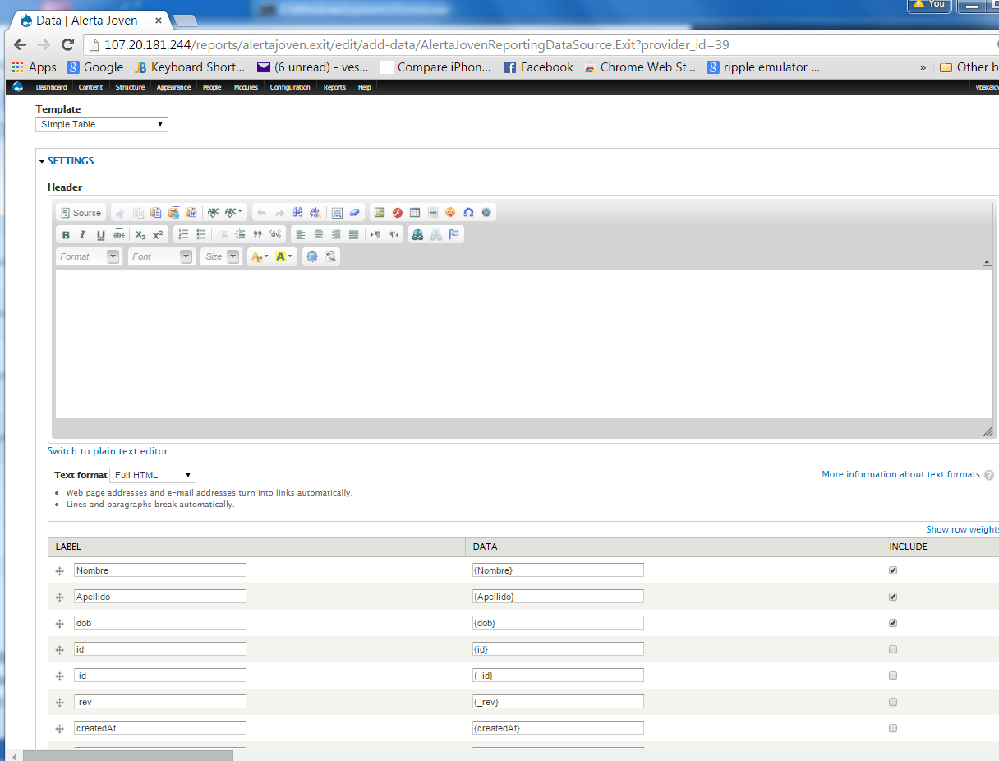 You
Data | Alerta Joven
107.20.181.244/reports/alertajoven.exit/edit/add-data/AlertaJovenReportingDataSource.Exit?provider_id=39
Apps Google Keyboard Short... (6 unread) - ves... Compare iPhon... Facebook Chrome Web St... ripple emulator ... » Other b
Dashboard Content Structure Appearance People Modules Configuration Reports Help vbakalov
Template
Simple Table
SETTINGS
Header
Source
B I U abc X2 X2
Format Font Size
Switch to plain text editor
Text format Full HTML
More information about text formats
Web page addresses and e-mail addresses turn into links automatically.
Lines and paragraphs break automatically.
Show row weights
LABEL DATA INCLUDE
Nombre {Nombre}
Apellido {Apellido}
dob {dob}
id {id}
id {_id}
rev {_rev}
createdAt {createdAt}